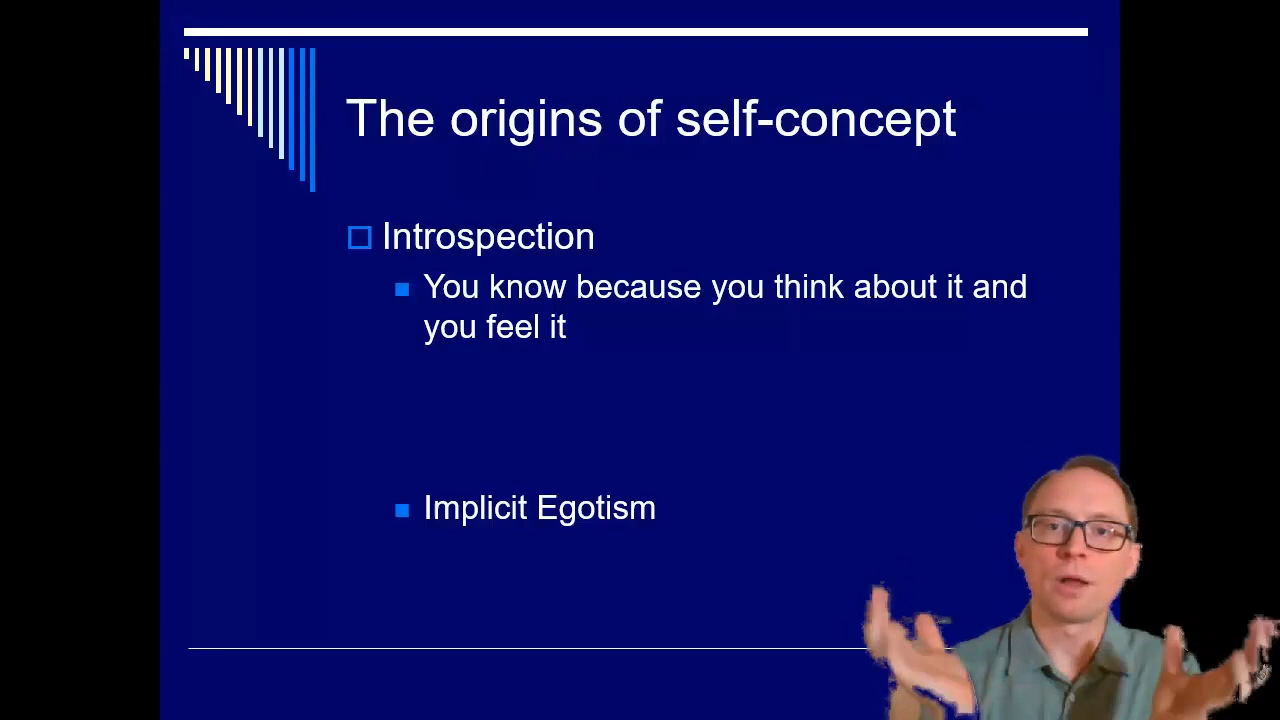 The origins of self-concept
Introspection
You know because you think about it and
you feel it
Implicit Egotism